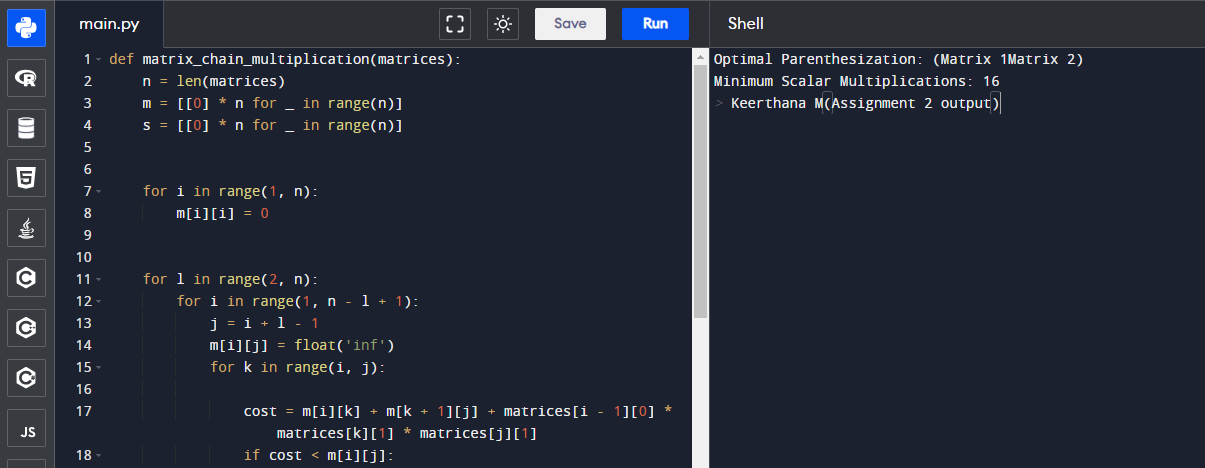 main.py
Save
Run
Shell
1 def matrix_chain_multiplication(matrices):
2     n = len(matrices)
3     m = [[0] * n for _ in range(n)]
4     s = [[0] * n for _ in range(n)]
5
6
7     for i in range(1, n):
8         m[i][i] = 0
9
10
11     for l in range(2, n):
12         for i in range(1, n - l + 1):
13             j = i + l - 1
14             m[i][j] = float('inf')
15             for k in range(i, j):
16
17                 cost = m[i][k] + m[k + 1][j] + matrices[i - 1][0] *
matrices[k][1] * matrices[j][1]
18                 if cost < m[i][j]:
Optimal Parenthesization: (Matrix 1Matrix 2)
Minimum Scalar Multiplications: 16
> Keerthana M(Assignment 2 output)
R
5
C
C
C
JS